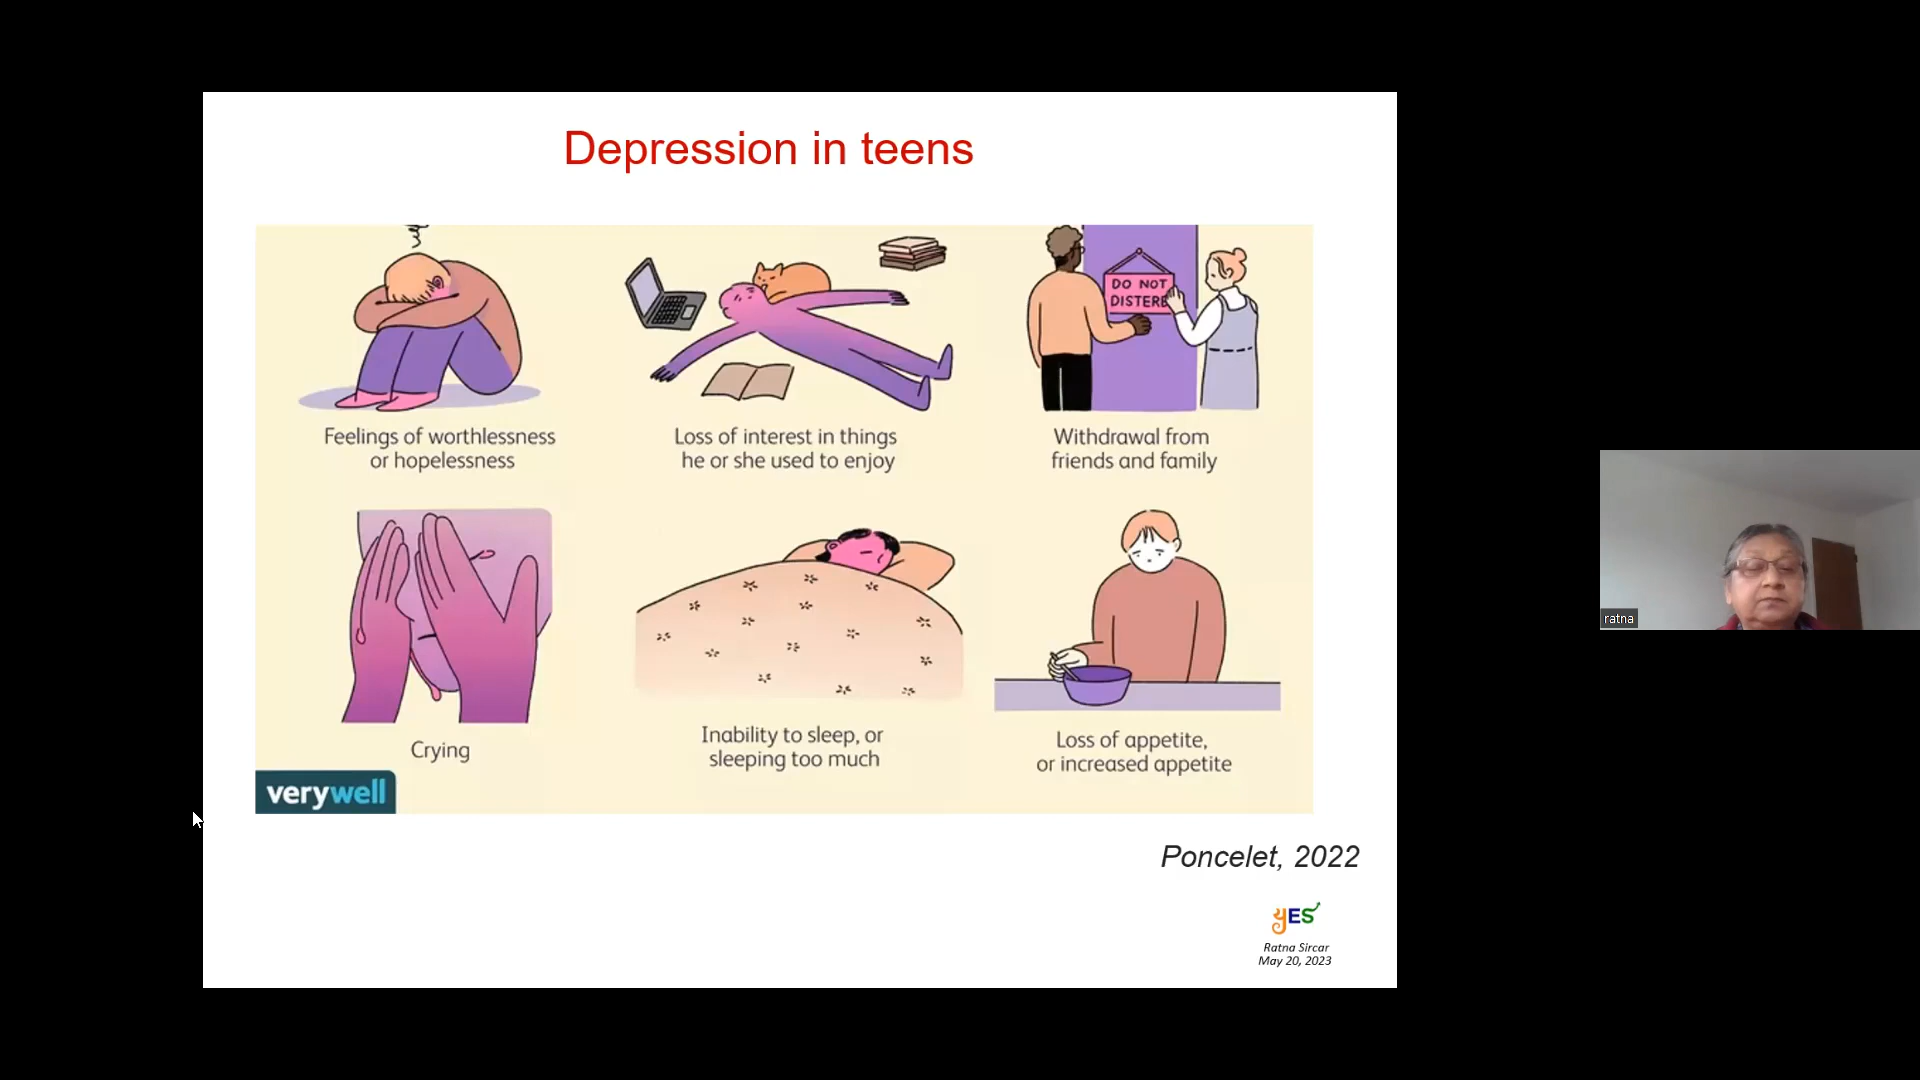 Depression in teens
DO NOT
DISTERB
Feelings of worthlessness
or hopelessness
Loss of interest in things
he or she used to enjoy
Withdrawal from
friends and family
Crying
Inability to sleep, or
sleeping too much
Loss of appetite,
or increased appetite
verywell
Poncelet, 2022
yES
Ratna Sircar
May 20, 2023
ratna